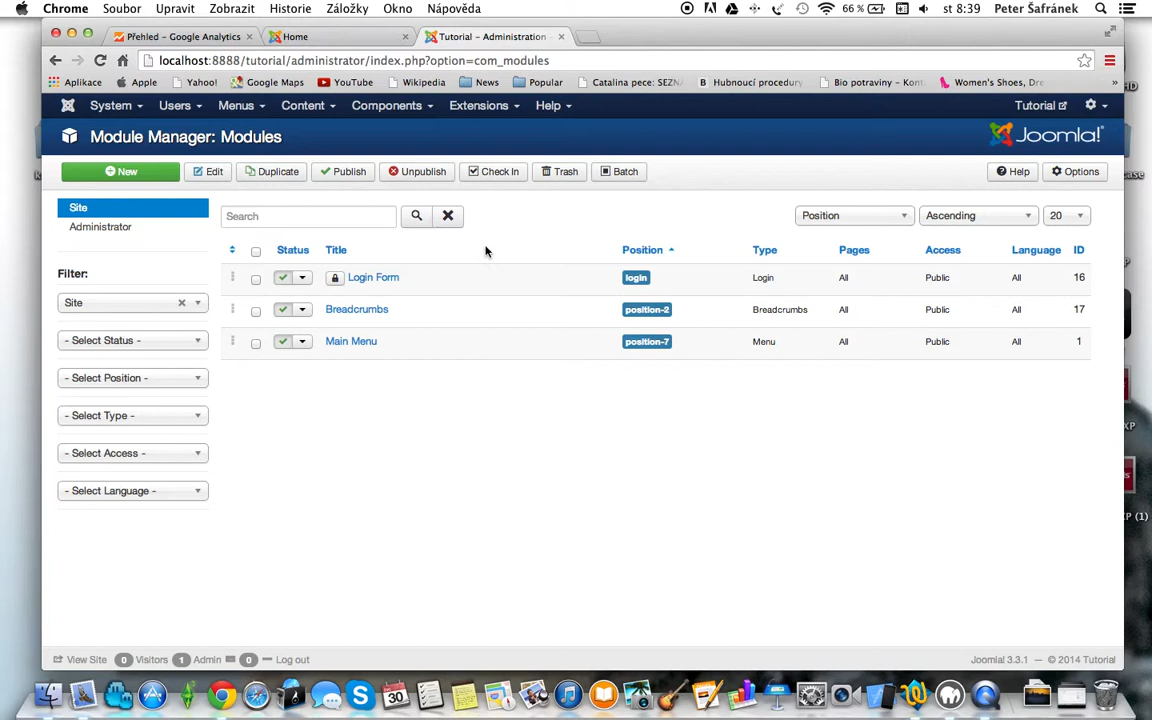 Chrome Soubor Upravit Zobrazit Historie Záložky Okno Nápověda 66 % st 8:39 Peter Šafránek
Přehled – Google Analytics Home Tutorial – Administration
localhost:8888/tutorial/administrator/index.php?option=com_modules
Aplikace Apple Yahoo! Google Maps YouTube Wikipedia News Popular Catalina pece: SEZNA Hubnoucí procedury Bio potraviny – Kont Women's Shoes, Dre »
System Users Menus Content Components Extensions Help Tutorial
Module Manager: Modules Joomla!
New Edit Duplicate Publish Unpublish Check In Trash Batch Help Options
Site
Administrator
Search Position Ascending 20
Status Title Position Type Pages Access Language ID
Login Form login Login All Public All 16
Breadcrumbs position-2 Breadcrumbs All Public All 17
Main Menu position-7 Menu All Public All 1
Filter:
Site
- Select Status -
- Select Position -
- Select Type -
- Select Access -
- Select Language -
View Site 0 Visitors 1 Admin 0 Log out Joomla! 3.3.1 — © 2014 Tutorial
HD
XP
XP (1)
30